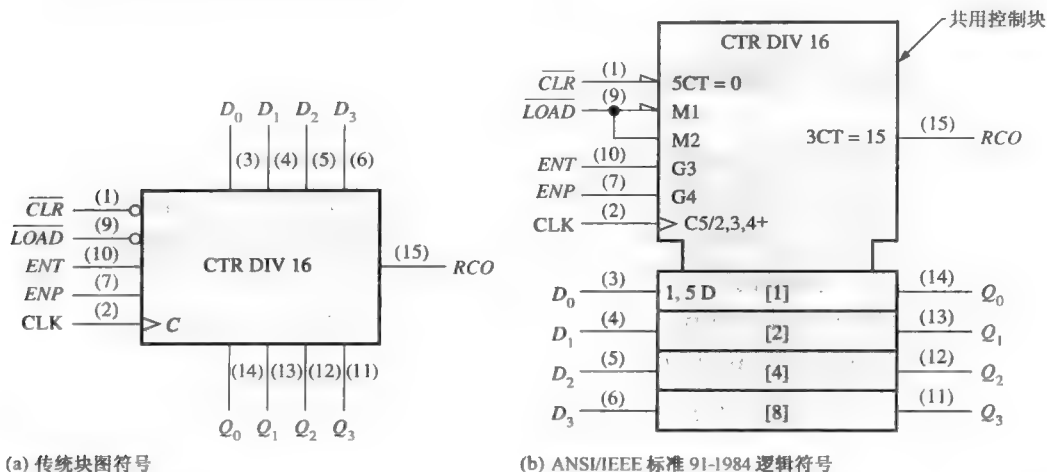 D₀ D₁ D₂ D₃
(3) (4) (5) (6)
(1)
C̅L̅R̅
(9)
L̅O̅A̅D̅
(10)
ENT
(7)
ENP
(2)
CLK
C
CTR DIV 16
(15)
RCO
(14) (13) (12) (11)
Q₀ Q₁ Q₂ Q₃
(a) 传统块图符号
共用控制块
CTR DIV 16
(1)
C̅L̅R̅
5CT = 0
(9)
L̅O̅A̅D̅
M1
M2
3CT = 15
(15)
RCO
(10)
ENT
G3
(7)
ENP
G4
(2)
CLK
C5/2,3,4+
(3)
D₀
1, 5 D
[1]
(14)
Q₀
(4)
D₁
[2]
(13)
Q₁
(5)
D₂
[4]
(12)
Q₂
(6)
D₃
[8]
(11)
Q₃
(b) ANSI/IEEE 标准 91-1984 逻辑符号